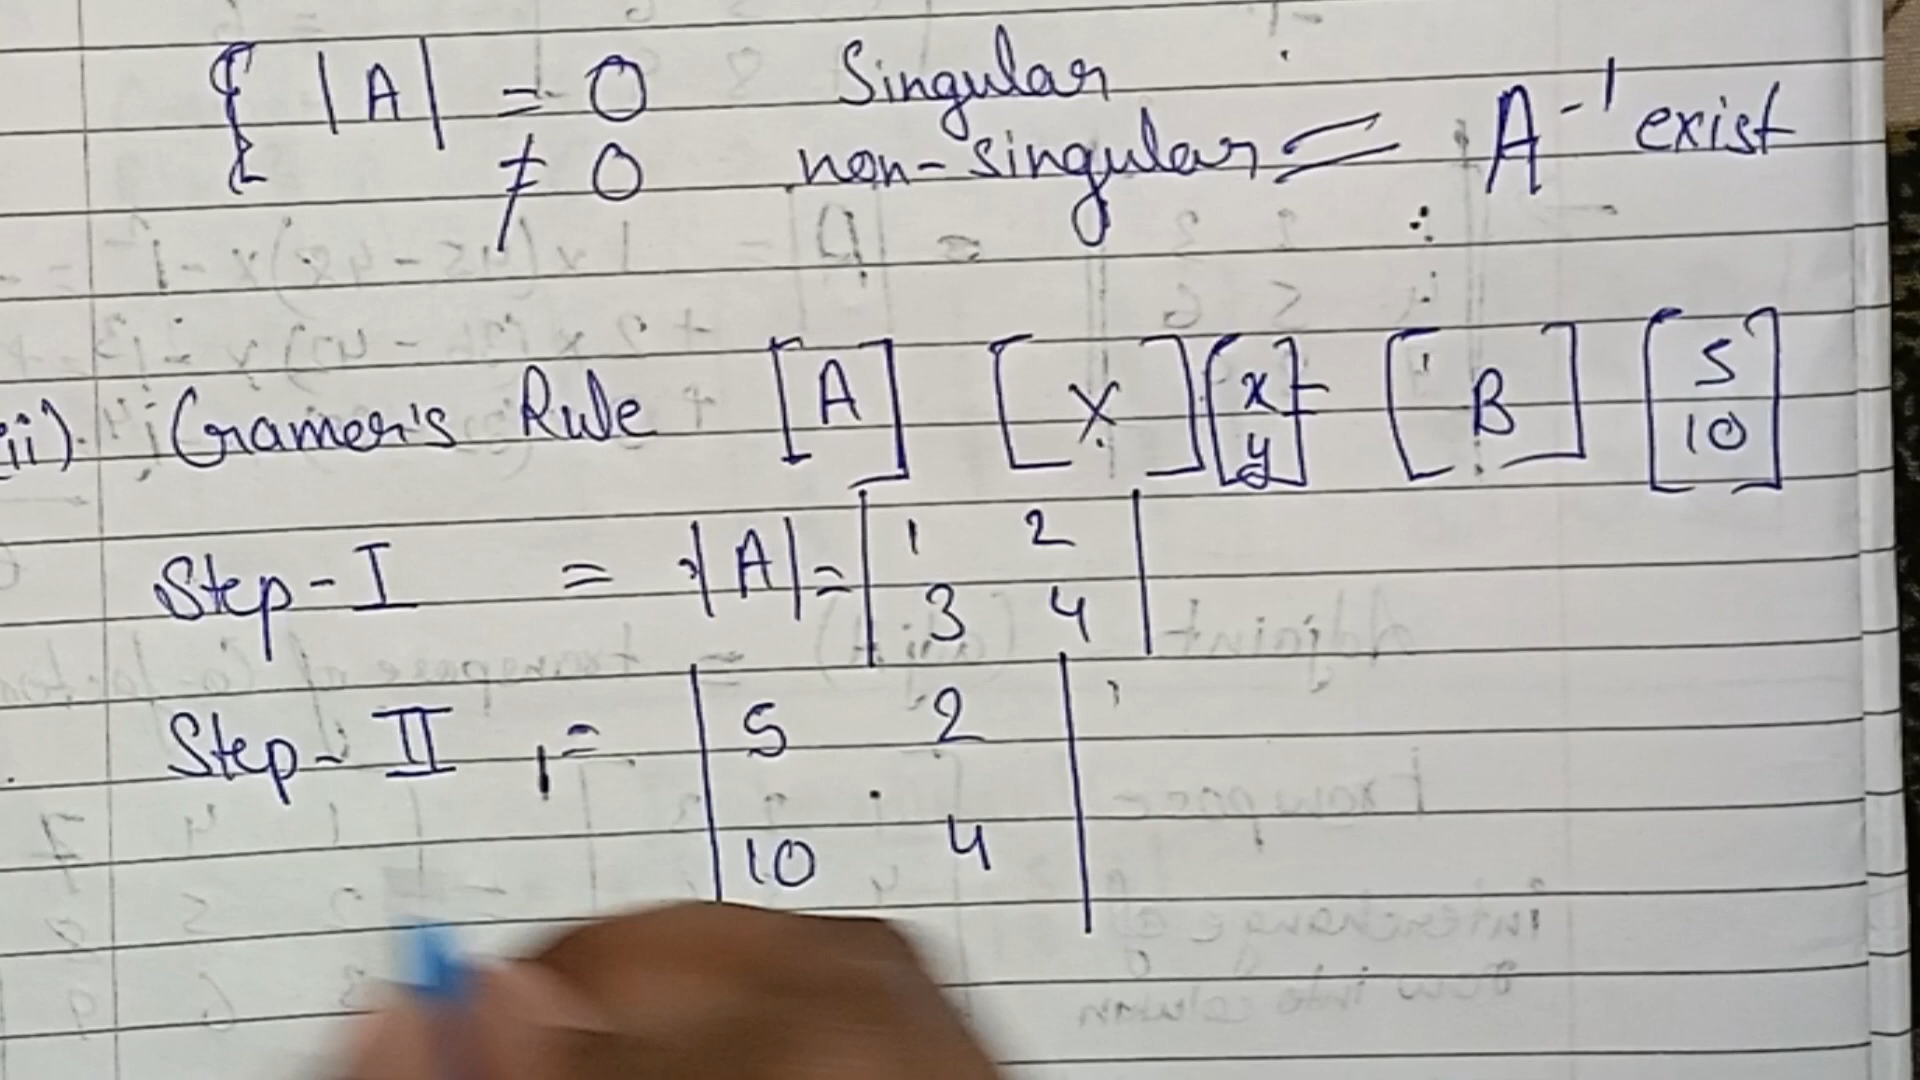 { |A| = 0 Singular
≠ 0 non-singular = A⁻¹ exist
ii). Cramer's Rule [A] [X] [x y] = [B] [5 10]
Step-I = |A| = | 1 2
3 4 |
Step-II = | 5 2
10 4 |